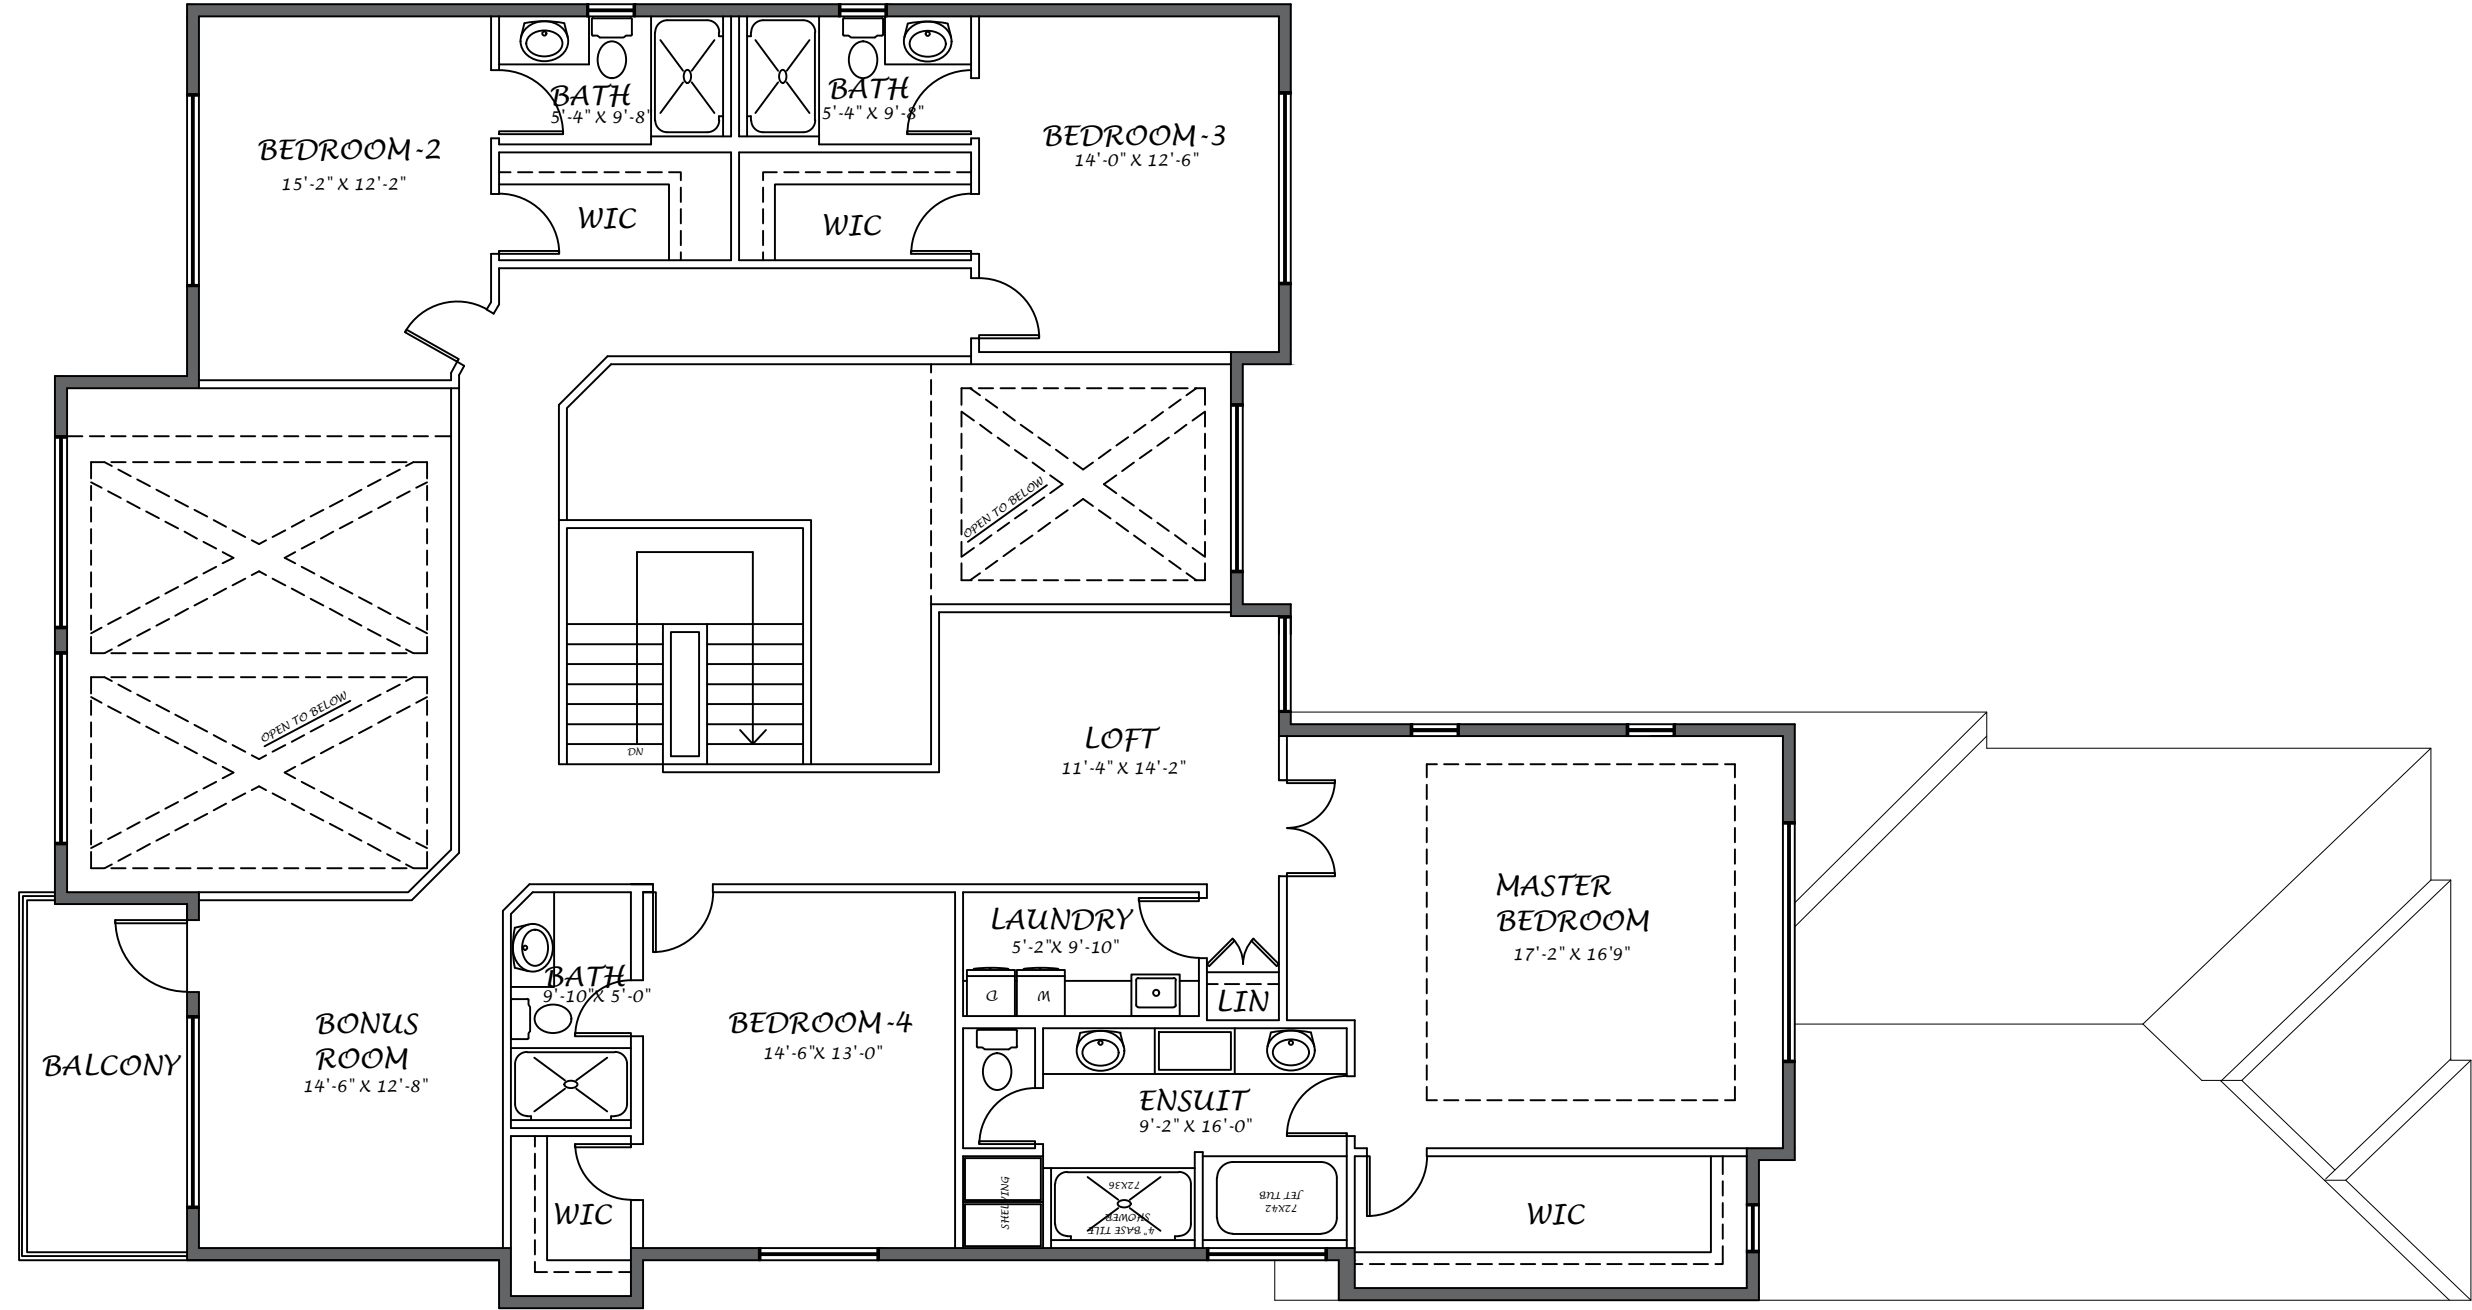 BATH
5'-4" X 9'-8"
BATH
5'-4" X 9'-8"
BEDROOM-2
15'-2" X 12'-2"
BEDROOM-3
14'-0" X 12'-6"
WIC
WIC
OPEN TO BELOW
OPEN TO BELOW
DN
LOFT
11'-4" X 14'-2"
MASTER
BEDROOM
17'-2" X 16'9"
LAUNDRY
5'-2"X 9'-10"
D
W
LIN
BATH
9'-10"X 5'-0"
BONUS
ROOM
14'-6" X 12'-8"
BALCONY
BEDROOM-4
14'-6"X 13'-0"
ENSUIT
9'-2" X 16'-0"
SHELVING
4" BASE TILE
SHOWER
72X36
72X42
JET TUB
WIC
WIC